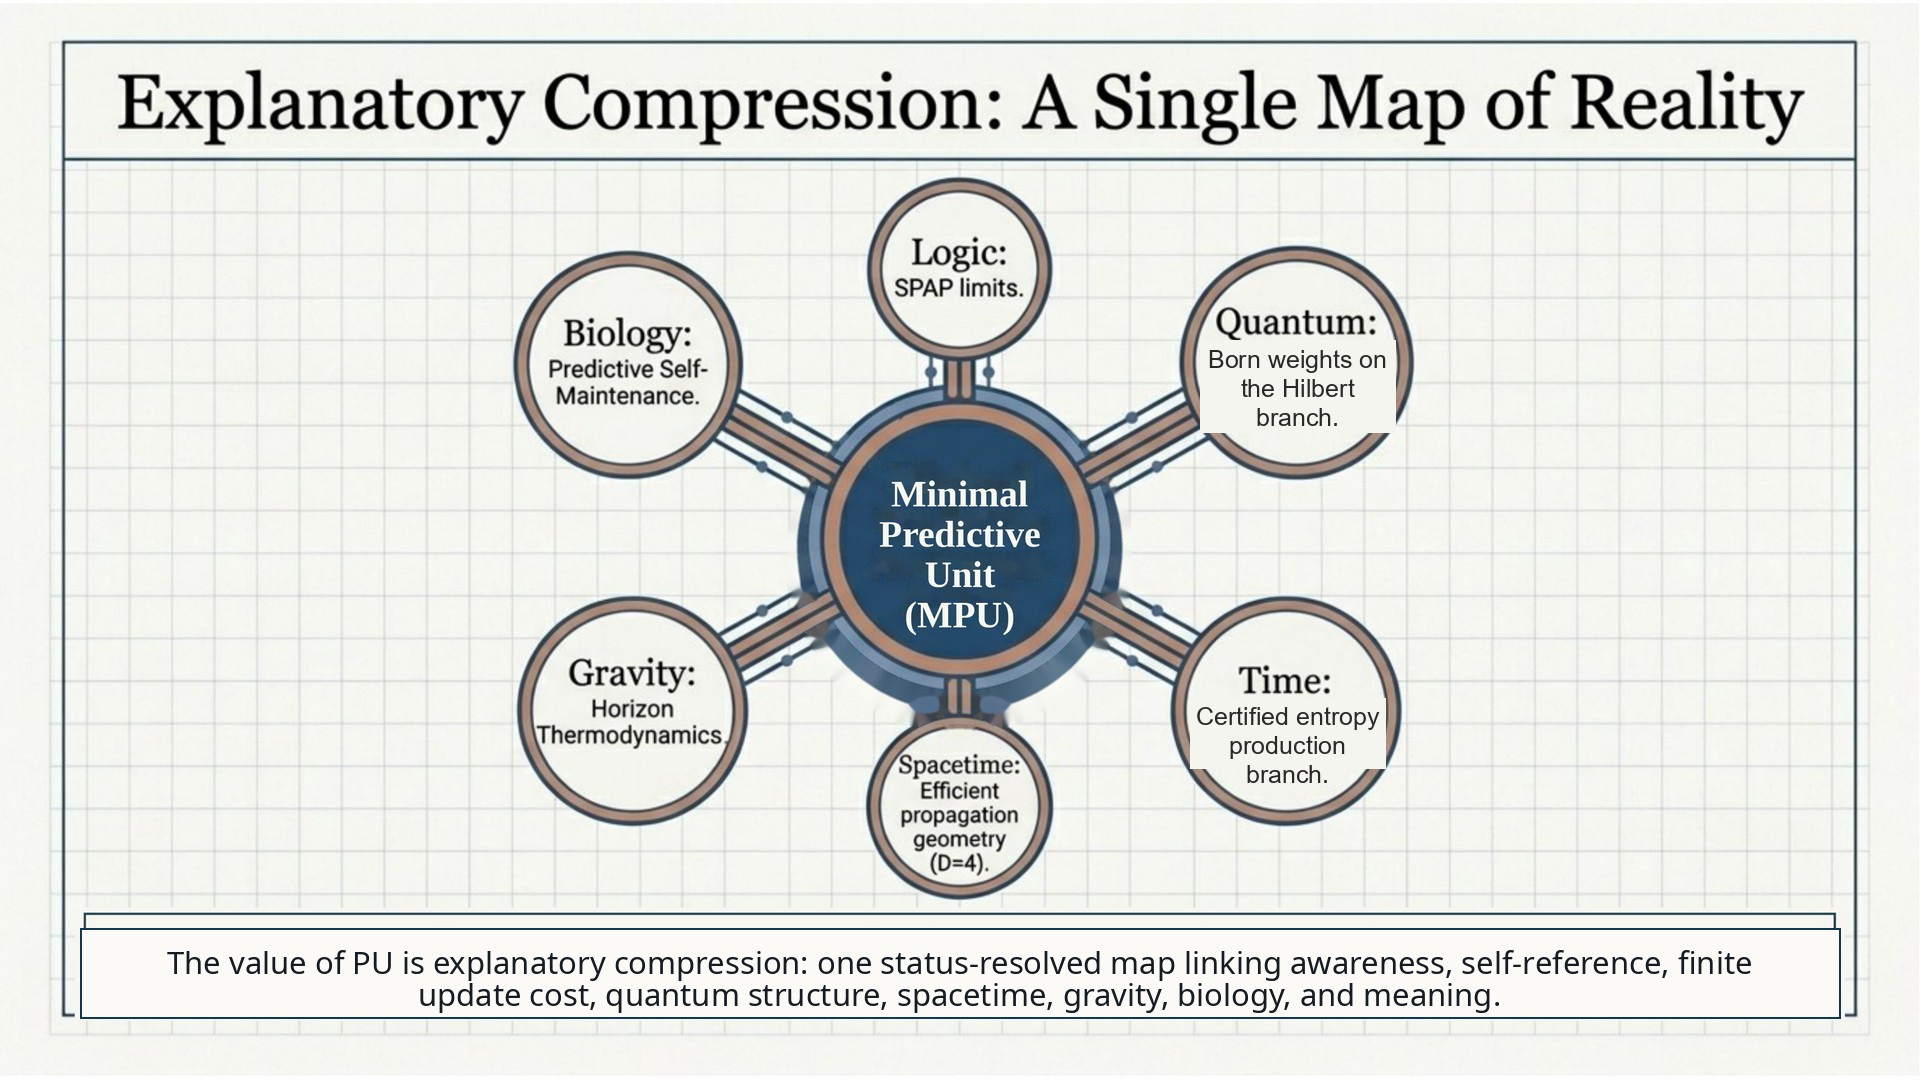 Explanatory Compression: A Single Map of Reality
Logic:
SPAP limits.
Biology:
Predictive Self-
Maintenance.
Quantum:
Born weights on
the Hilbert
branch.
Minimal
Predictive
Unit
(MPU)
Gravity:
Horizon
Thermodynamics.
Time:
Certified entropy
production
branch.
Spacetime:
Efficient
propagation
geometry
(D=4).
The value of PU is explanatory compression: one status-resolved map linking awareness, self-reference, finite
update cost, quantum structure, spacetime, gravity, biology, and meaning.